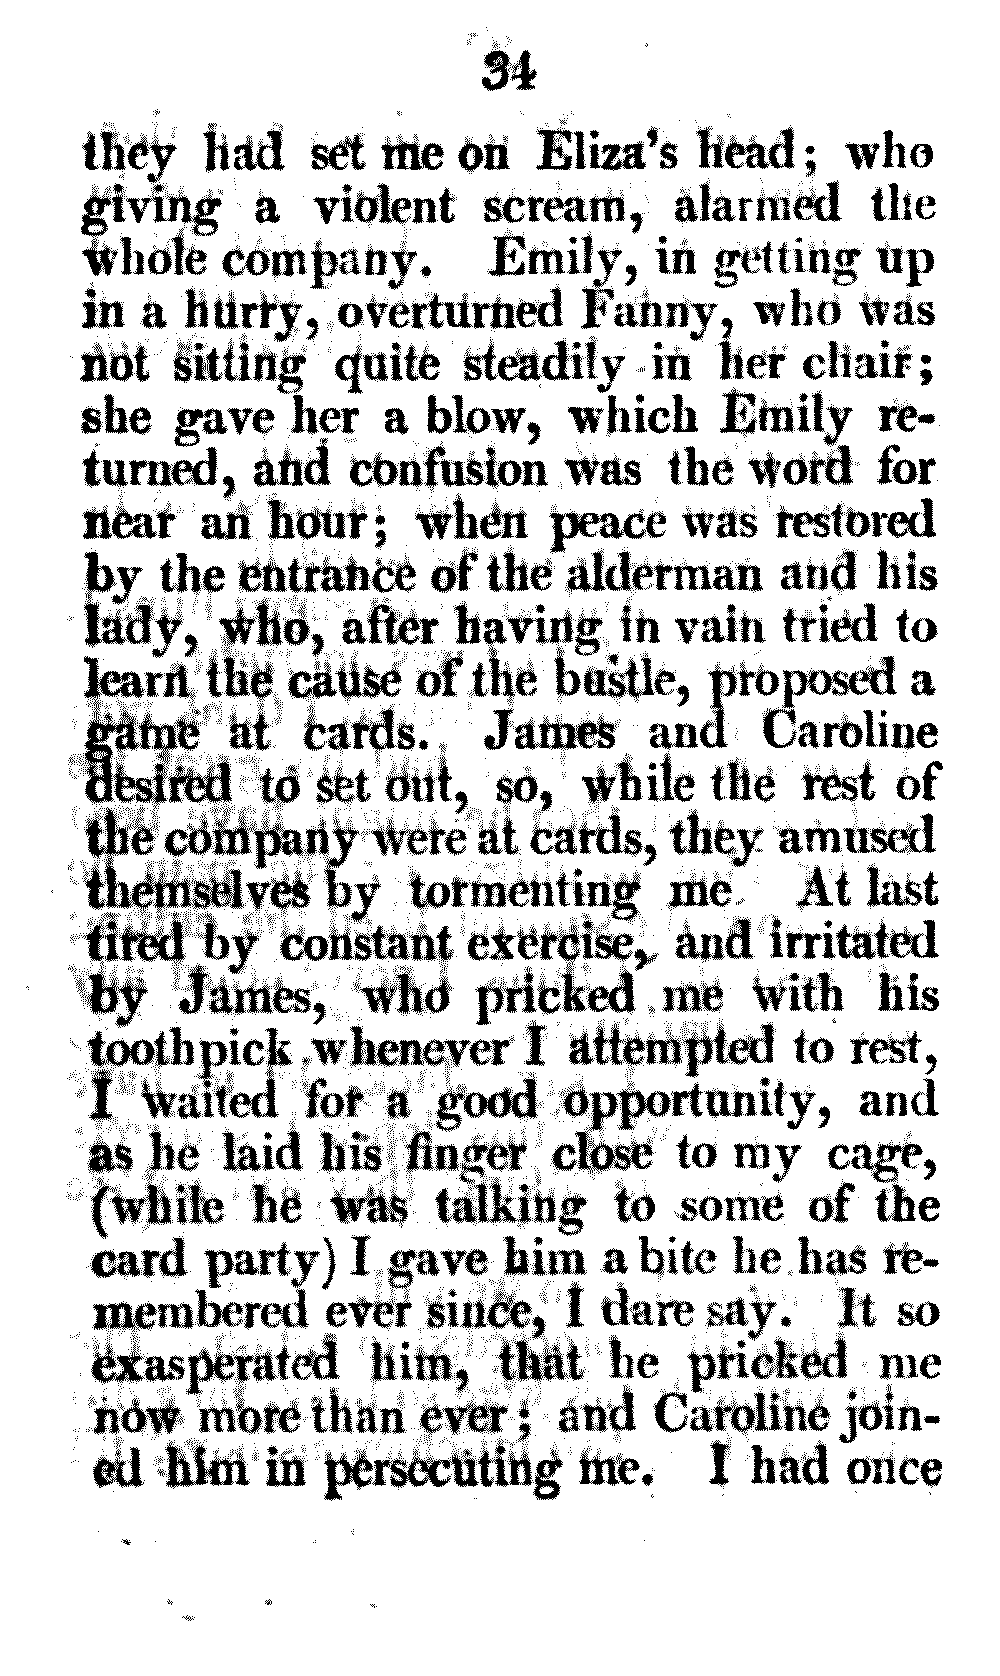 34
they had set me on Eliza's head; who
giving a violent scream, alarmed the
whole company. Emily, in getting up
in a hurry, overturned Fanny, who was
not sitting quite steadily in her chair;
she gave her a blow, which Emily re-
turned, and confusion was the word for
near an hour; when peace was restored
by the entrance of the alderman and his
lady, who, after having in vain tried to
learn the cause of the bustle, proposed a
game at cards. James and Caroline
desired to set out, so, while the rest of
the company were at cards, they amused
themselves by tormenting me. At last
tired by constant exercise, and irritated
by James, who pricked me with his
toothpick whenever I attempted to rest,
I waited for a good opportunity, and
as he laid his finger close to my cage,
(while he was talking to some of the
card party) I gave him a bite he has re-
membered ever since, I dare say. It so
exasperated him, that he pricked me
now more than ever; and Caroline join-
ed him in persecuting me. I had once